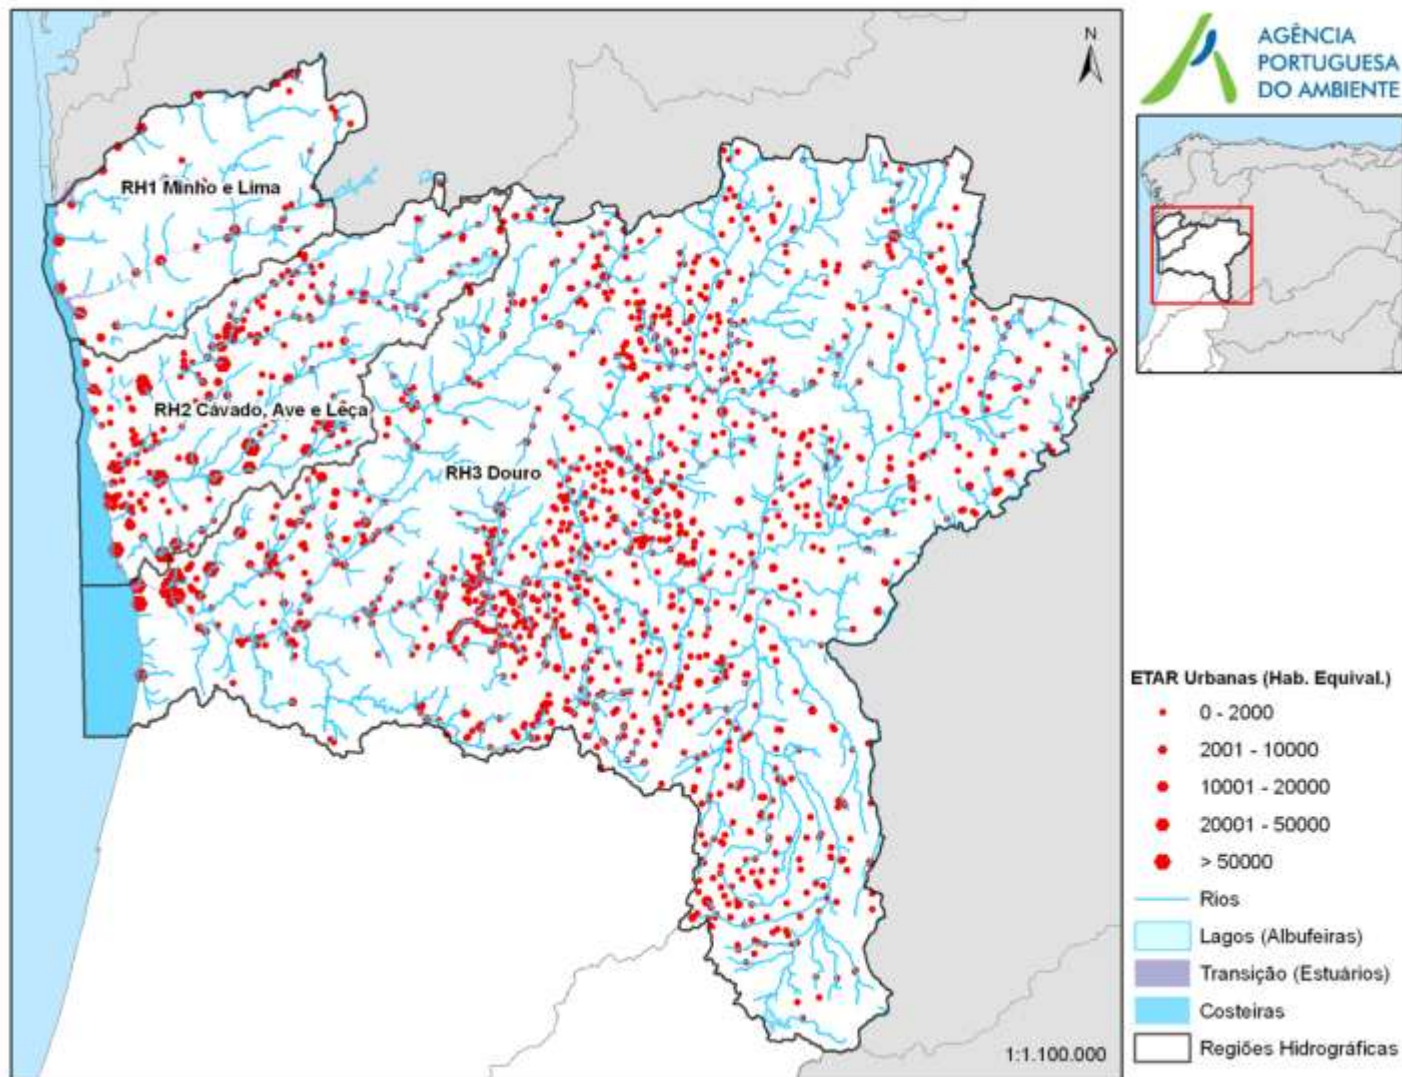 N
AGÊNCIA
PORTUGUESA
DO AMBIENTE
RH1 Minho e Lima
RH2 Cávado, Ave e Leça
RH3 Douro
ETAR Urbanas (Hab. Equival.)
0 - 2000
2001 - 10000
10001 - 20000
20001 - 50000
> 50000
Rios
Lagos (Albufeiras)
Transição (Estuários)
Costeiras
Regiões Hidrográficas
1:1.100.000